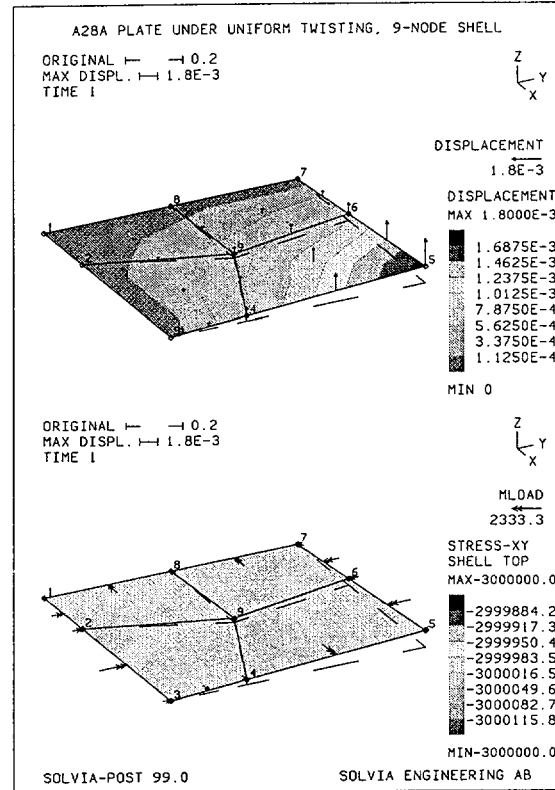 A28A PLATE UNDER UNIFORM TWISTING, 9-NODE SHELL
ORIGINAL 0.2
MAX DISPL. 1.8E-3
TIME 1
Z
Y
X
DISPLACEMENT
1.8E-3
DISPLACEMENT
MAX 1.8000E-3
1.6875E-3
1.4625E-3
1.2375E-3
1.0125E-3
7.8750E-4
5.6250E-4
3.3750E-4
1.1250E-4
MIN 0
7
8
6
1
9
2
5
4
ORIGINAL 0.2
MAX DISPL. 1.8E-3
TIME 1
Z
Y
X
MLOAD
2333.3
STRESS-XY
SHELL TOP
MAX-3000000.0
-2999884.2
-2999917.3
-2999950.4
-2999983.5
-3000016.5
-3000049.6
-3000082.7
-3000115.8
MIN-3000000.0
7
8
6
1
9
2
5
4
3
SOLVIA-POST 99.0
SOLVIA ENGINEERING AB